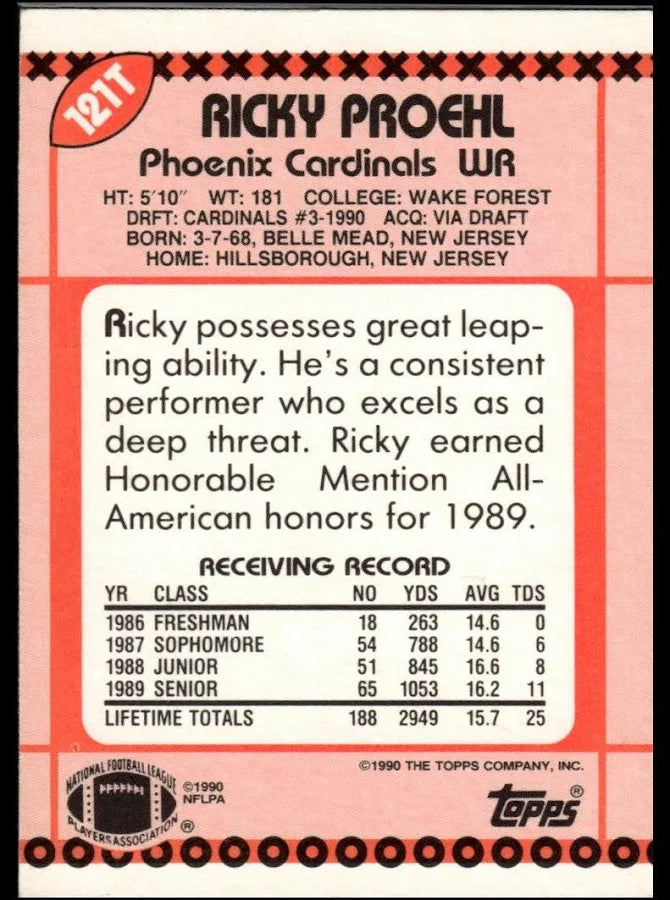 121T
RICKY PROEHL
Phoenix Cardinals WR
HT: 5'10" WT: 181 COLLEGE: WAKE FOREST
DRFT: CARDINALS #3-1990 ACQ: VIA DRAFT
BORN: 3-7-68, BELLE MEAD, NEW JERSEY
HOME: HILLSBOROUGH, NEW JERSEY
Ricky possesses great leap-
ing ability. He's a consistent
performer who excels as a
deep threat. Ricky earned
Honorable Mention All-
American honors for 1989.
RECEIVING RECORD
YR CLASS NO YDS AVG TDS
1986 FRESHMAN 18 263 14.6 0
1987 SOPHOMORE 54 788 14.6 6
1988 JUNIOR 51 845 16.6 8
1989 SENIOR 65 1053 16.2 11
LIFETIME TOTALS 188 2949 15.7 25
©1990 THE TOPPS COMPANY, INC.
NATIONAL FOOTBALL LEAGUE
PLAYERS ASSOCIATION ®
©1990
NFLPA
TOPPS®